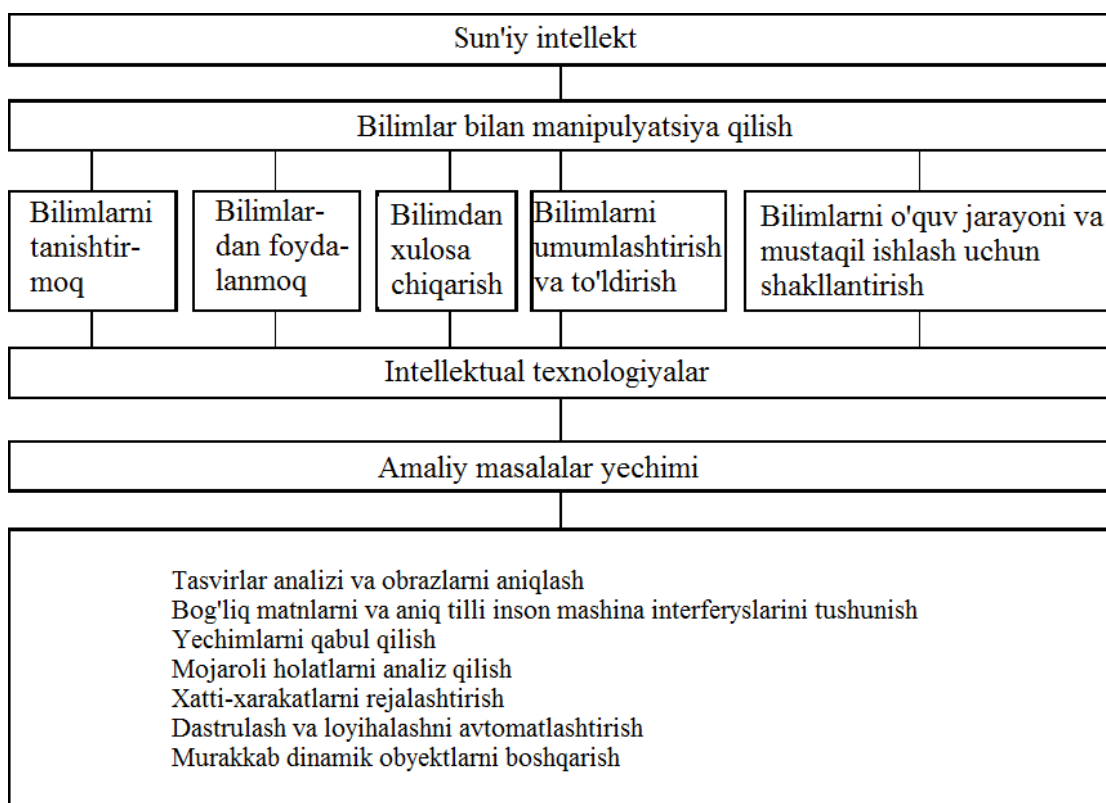 Sun'iy intellekt
Bilimlar bilan manipulyatsiya qilish
Bilimlarni
tanishtir-
moq
Bilimlar-
dan foyda-
lanmoq
Bilimdan
xulosa
chiqarish
Bilimlarni
umumlashtirish
va to'ldirish
Bilimlarni o'quv jarayoni va
mustaqil ishlash uchun
shakllantirish
Intellektual texnologiyalar
Amaliy masalalar yechimi
Tasvirlar analizi va obrazlarni aniqlash
Bog'liq matnlarni va aniq tilli inson mashina interferyslarini tushunish
Yechimlarni qabul qilish
Mojaroli holatlarni analiz qilish
Xatti-xarakatlarni rejalashtirish
Dastrulash va loyihalashni avtomatlashtirish
Murakkab dinamik obyektlarni boshqarish